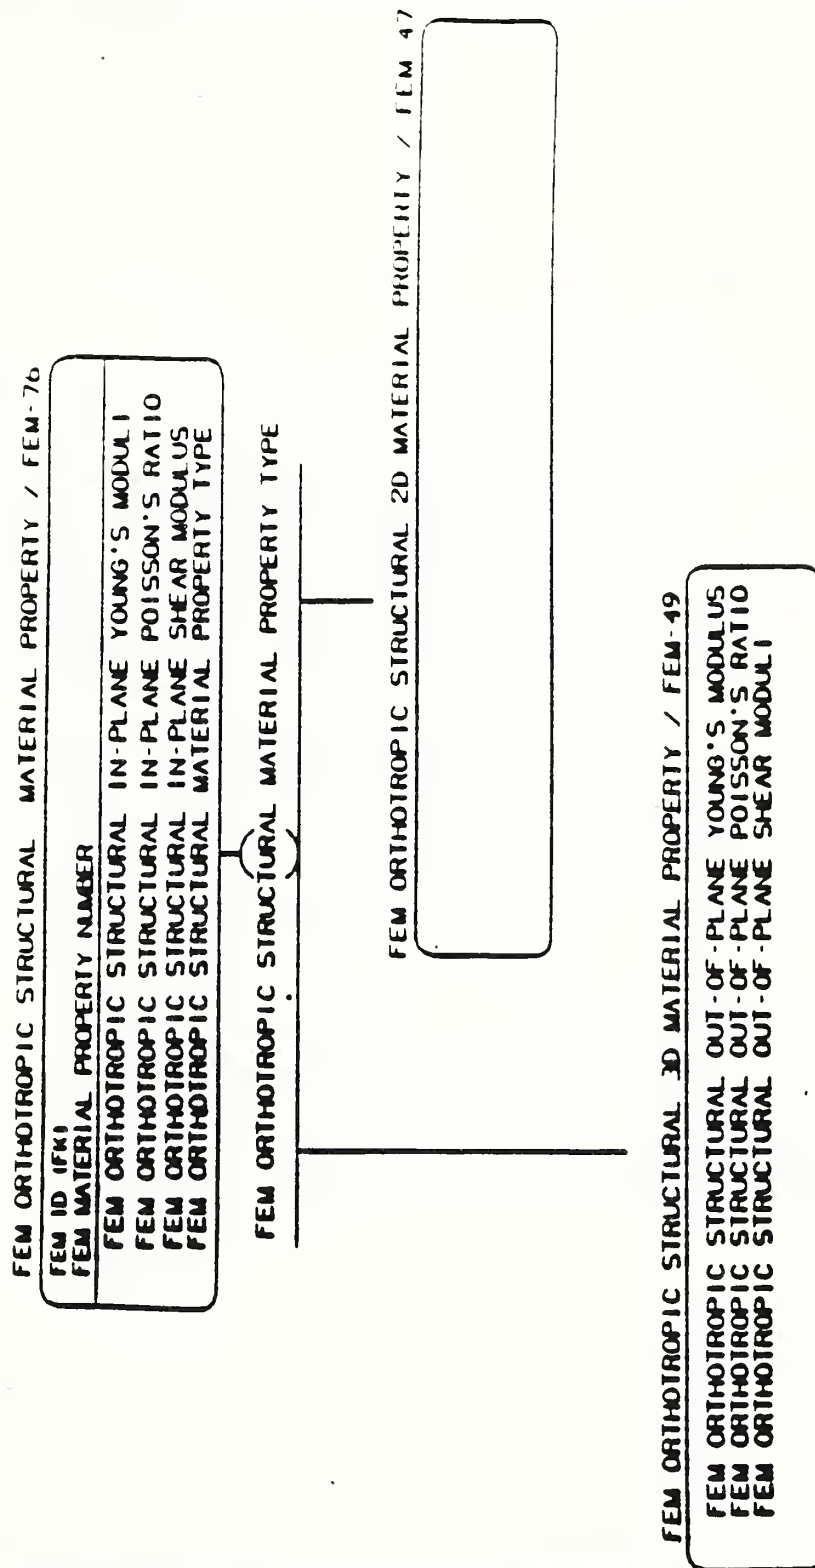 FEM ORTHOTROPIC STRUCTURAL MATERIAL PROPERTY / FEM-76
FEM ID (FK)
FEM MATERIAL PROPERTY NUMBER
FEM ORTHOTROPIC STRUCTURAL IN-PLANE YOUNG'S MODULI
FEM ORTHOTROPIC STRUCTURAL IN-PLANE POISSON'S RATIO
FEM ORTHOTROPIC STRUCTURAL IN-PLANE SHEAR MODULUS
FEM ORTHOTROPIC STRUCTURAL MATERIAL PROPERTY TYPE
FEM ORTHOTROPIC STRUCTURAL MATERIAL PROPERTY TYPE
FEM ORTHOTROPIC STRUCTURAL 2D MATERIAL PROPERTY / FEM 47
FEM ORTHOTROPIC STRUCTURAL 3D MATERIAL PROPERTY / FEM-49
FEM ORTHOTROPIC STRUCTURAL OUT-OF-PLANE YOUNG'S MODULUS
FEM ORTHOTROPIC STRUCTURAL OUT-OF-PLANE POISSON'S RATIO
FEM ORTHOTROPIC STRUCTURAL OUT-OF-PLANE SHEAR MODULI